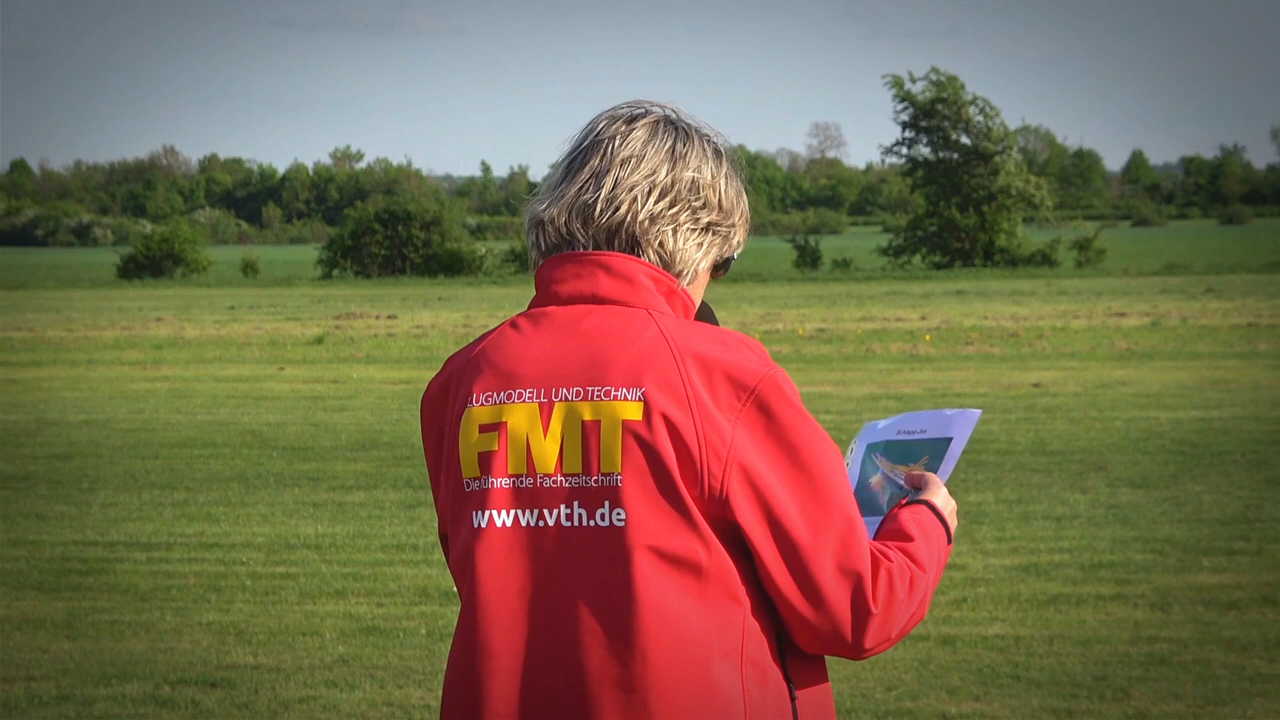 LUGMODELL UND TECHNIK
FMT
Die führende Fachzeitschrift
www.vth.de